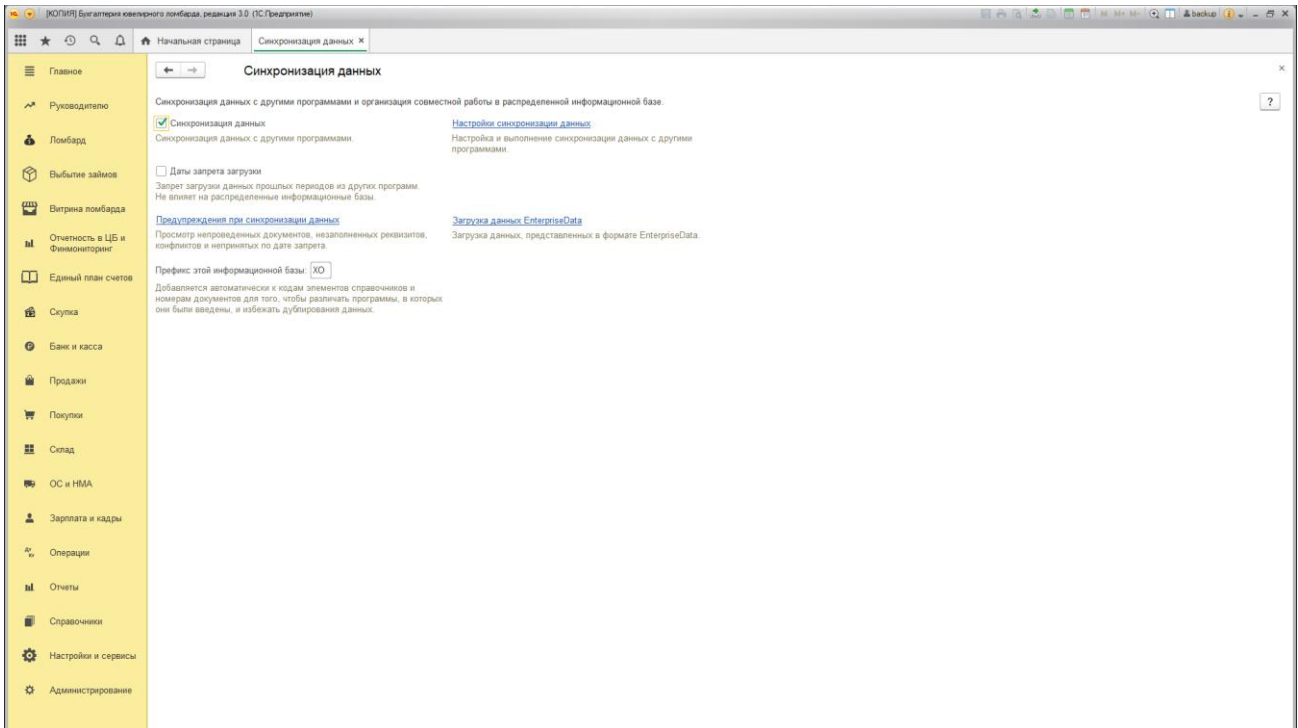 [КОПИЯ] Бухгалтерия ювелирного ломбарда, редакция 3.0 (1С:Предприятие)
M M+ M- backup
Начальная страница
Синхронизация данных ×
Главное
Руководителю
Ломбард
Выбытие займов
Витрина ломбарда
Отчетность в ЦБ и
Финмониторинг
Единый план счетов
Скупка
Банк и касса
Продажи
Покупки
Склад
ОС и НМА
Зарплата и кадры
Операции
Отчеты
Справочники
Настройки и сервисы
Администрирование
Синхронизация данных
Синхронизация данных с другими программами и организация совместной работы в распределенной информационной базе.
?
Синхронизация данных
Синхронизация данных с другими программами.
Настройки синхронизации данных
Настройка и выполнение синхронизации данных с другими
программами.
Даты запрета загрузки
Запрет загрузки данных прошлых периодов из других программ.
Не влияет на распределенные информационные базы.
Предупреждения при синхронизации данных
Просмотр непроведенных документов, незаполненных реквизитов,
конфликтов и непринятых по дате запрета.
Загрузка данных EnterpriseData
Загрузка данных, представленных в формате EnterpriseData.
Префикс этой информационной базы: ХО
Добавляется автоматически к кодам элементов справочников и
номерам документов для того, чтобы различать программы, в которых
они были введены, и избежать дублирования данных.